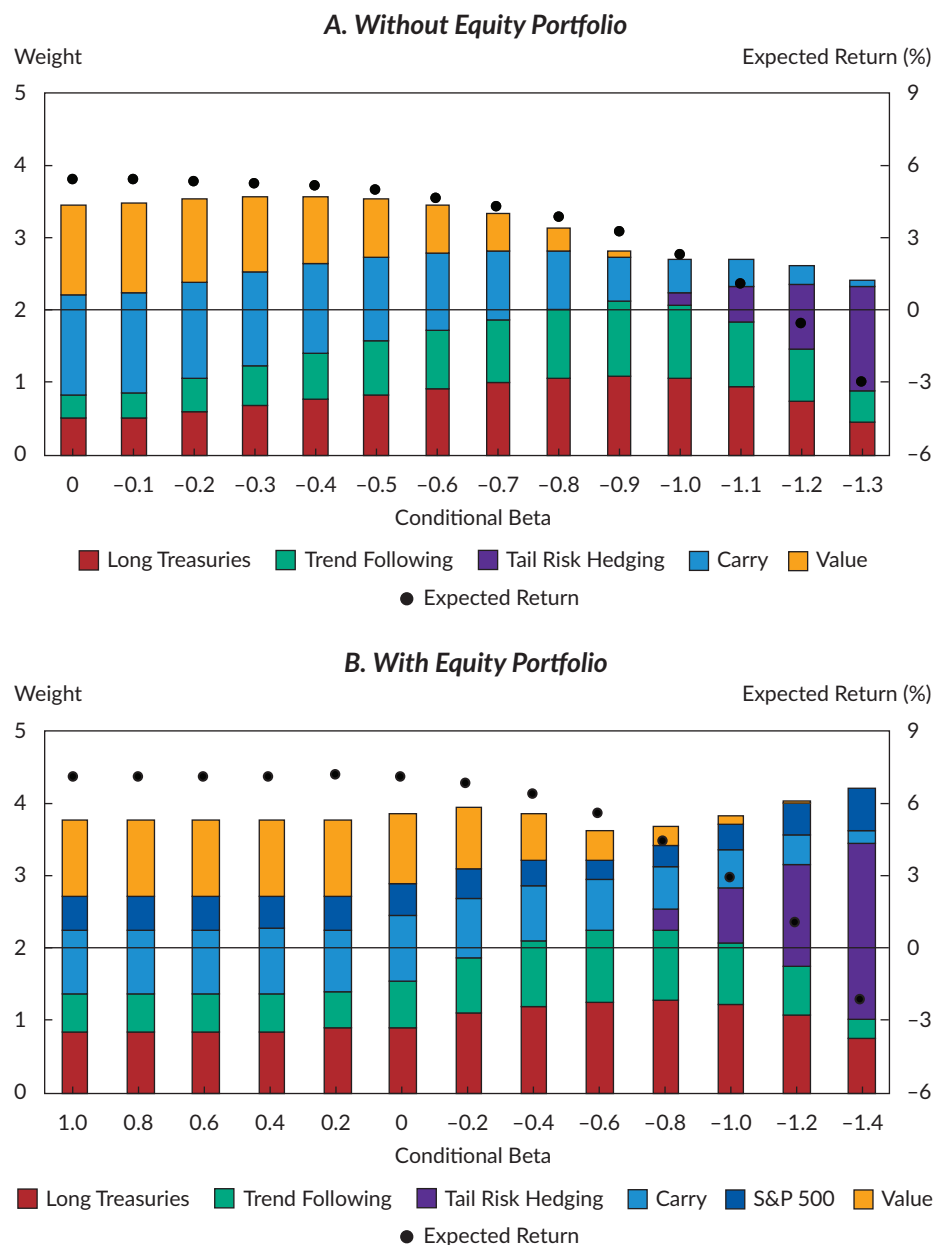 A. Without Equity Portfolio
Weight Expected Return (%)
5 9
4 6
3 3
2 0
1 –3
0 –6
0 –0.1 –0.2 –0.3 –0.4 –0.5 –0.6 –0.7 –0.8 –0.9 –1.0 –1.1 –1.2 –1.3
Conditional Beta
Long Treasuries Trend Following Tail Risk Hedging Carry Value
Expected Return
B. With Equity Portfolio
Weight Expected Return (%)
5 9
4 6
3 3
2 0
1 –3
0 –6
1.0 0.8 0.6 0.4 0.2 0 –0.2 –0.4 –0.6 –0.8 –1.0 –1.2 –1.4
Conditional Beta
Long Treasuries Trend Following Tail Risk Hedging Carry S&P 500 Value
Expected Return